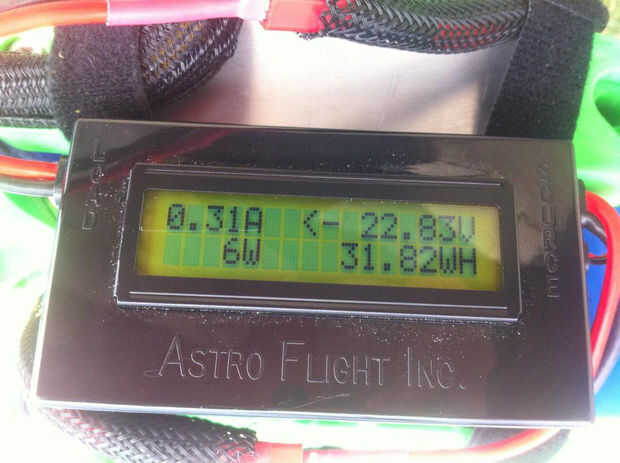 LOAD
0.31A <- 22.83V
6W 31.82WH
SOURCE
ASTRO FLIGHT INC.